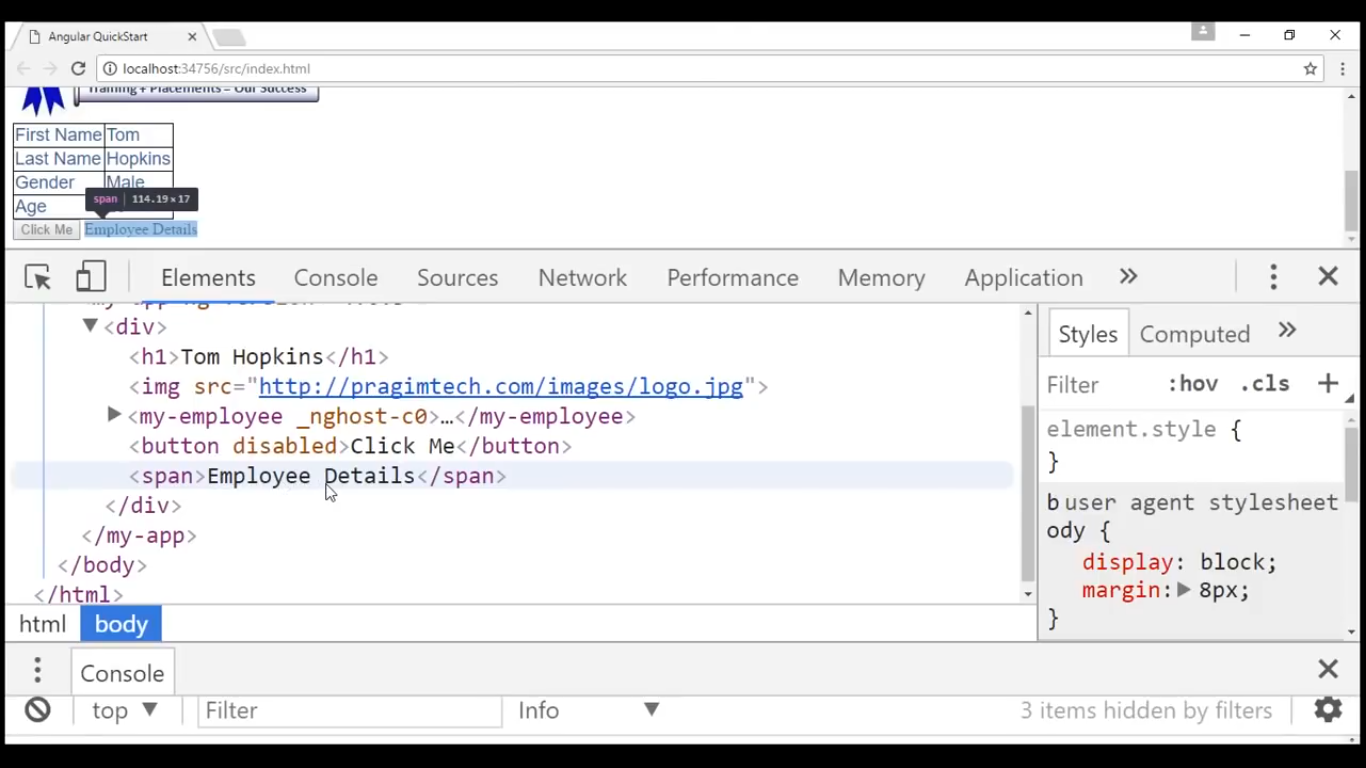 Angular QuickStart
localhost:34756/src/index.html
Training + Placements = Our Success
First Name Tom
Last Name Hopkins
Gender Male
Age
span 114.19×17
Click Me Employee Details
Elements Console Sources Network Performance Memory Application »
<div>
<h1>Tom Hopkins</h1>
<img src="http://pragimtech.com/images/logo.jpg">
<my-employee _nghost-c0>…</my-employee>
<button disabled>Click Me</button>
<span>Employee Details</span>
</div>
</my-app>
</body>
</html>
html body
Styles Computed »
Filter :hov .cls +
element.style {
}
b user agent stylesheet
ody {
display: block;
margin: 8px;
}
Console
top Filter Info 3 items hidden by filters